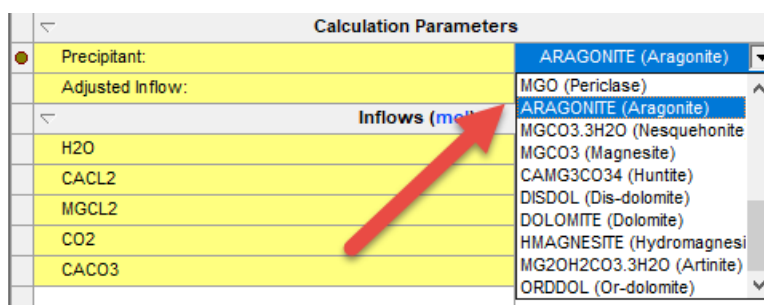 Calculation Parameters
Precipitant:
ARAGONITE (Aragonite)
Adjusted Inflow:
MGO (Periclase)
ARAGONITE (Aragonite)
Inflows (mol)
MGCO3.3H2O (Nesquehonite
H2O
MGCO3 (Magnesite)
CACL2
CAMG3CO34 (Huntite)
DISDOL (Dis-dolomite)
MGCL2
DOLOMITE (Dolomite)
CO2
HMAGNESITE (Hydromagnesi
CACO3
MG2OH2CO3.3H2O (Artinite)
ORDDOL (Or-dolomite)